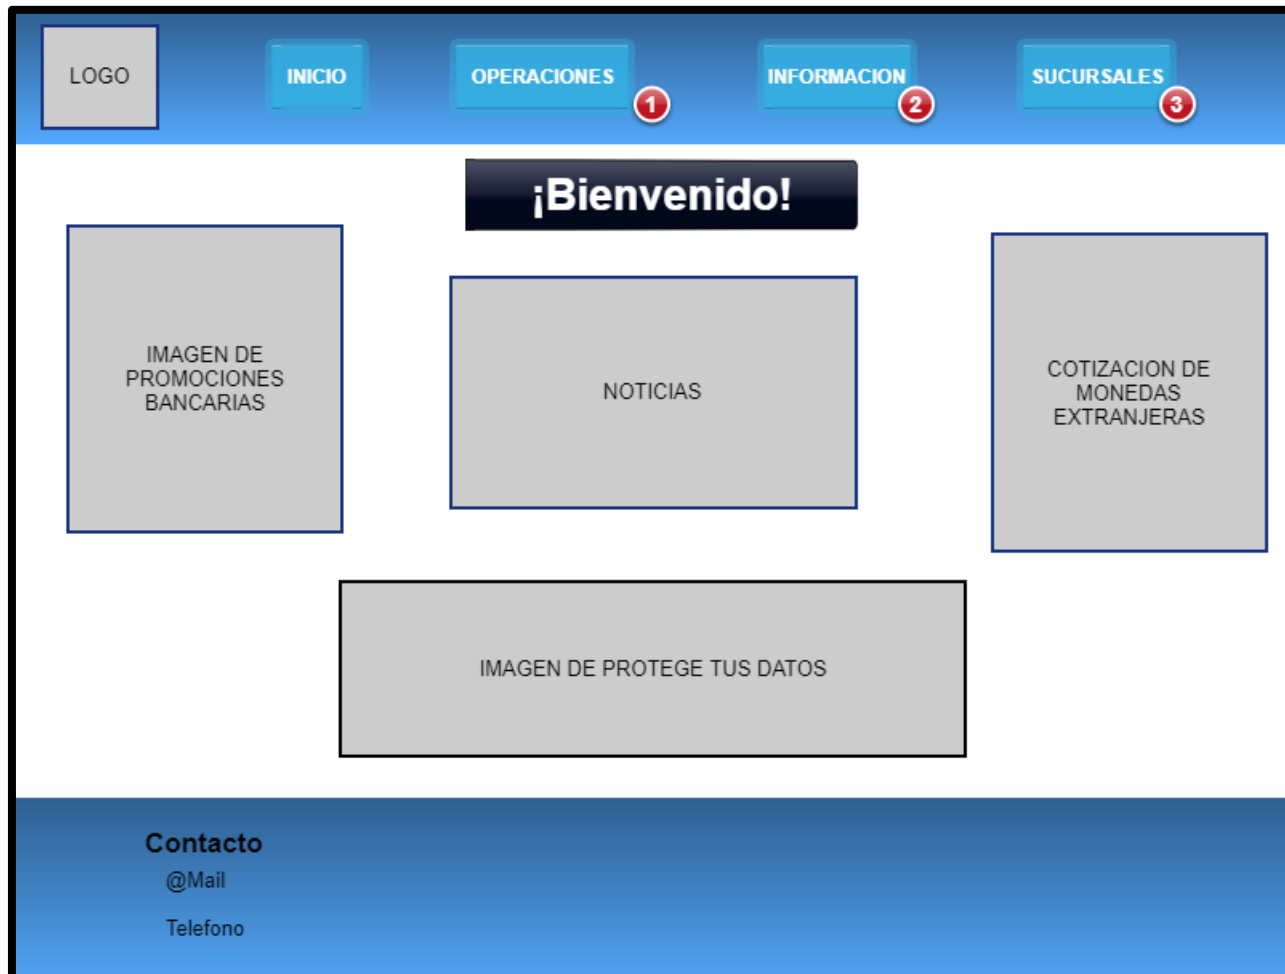 LOGO
INICIO
OPERACIONES
1
INFORMACION
2
SUCURSALES
3
¡Bienvenido!
IMAGEN DE
PROMOCIONES
BANCARIAS
NOTICIAS
COTIZACION DE
MONEDAS
EXTRANJERAS
IMAGEN DE PROTEGE TUS DATOS
Contacto
@Mail
Telefono